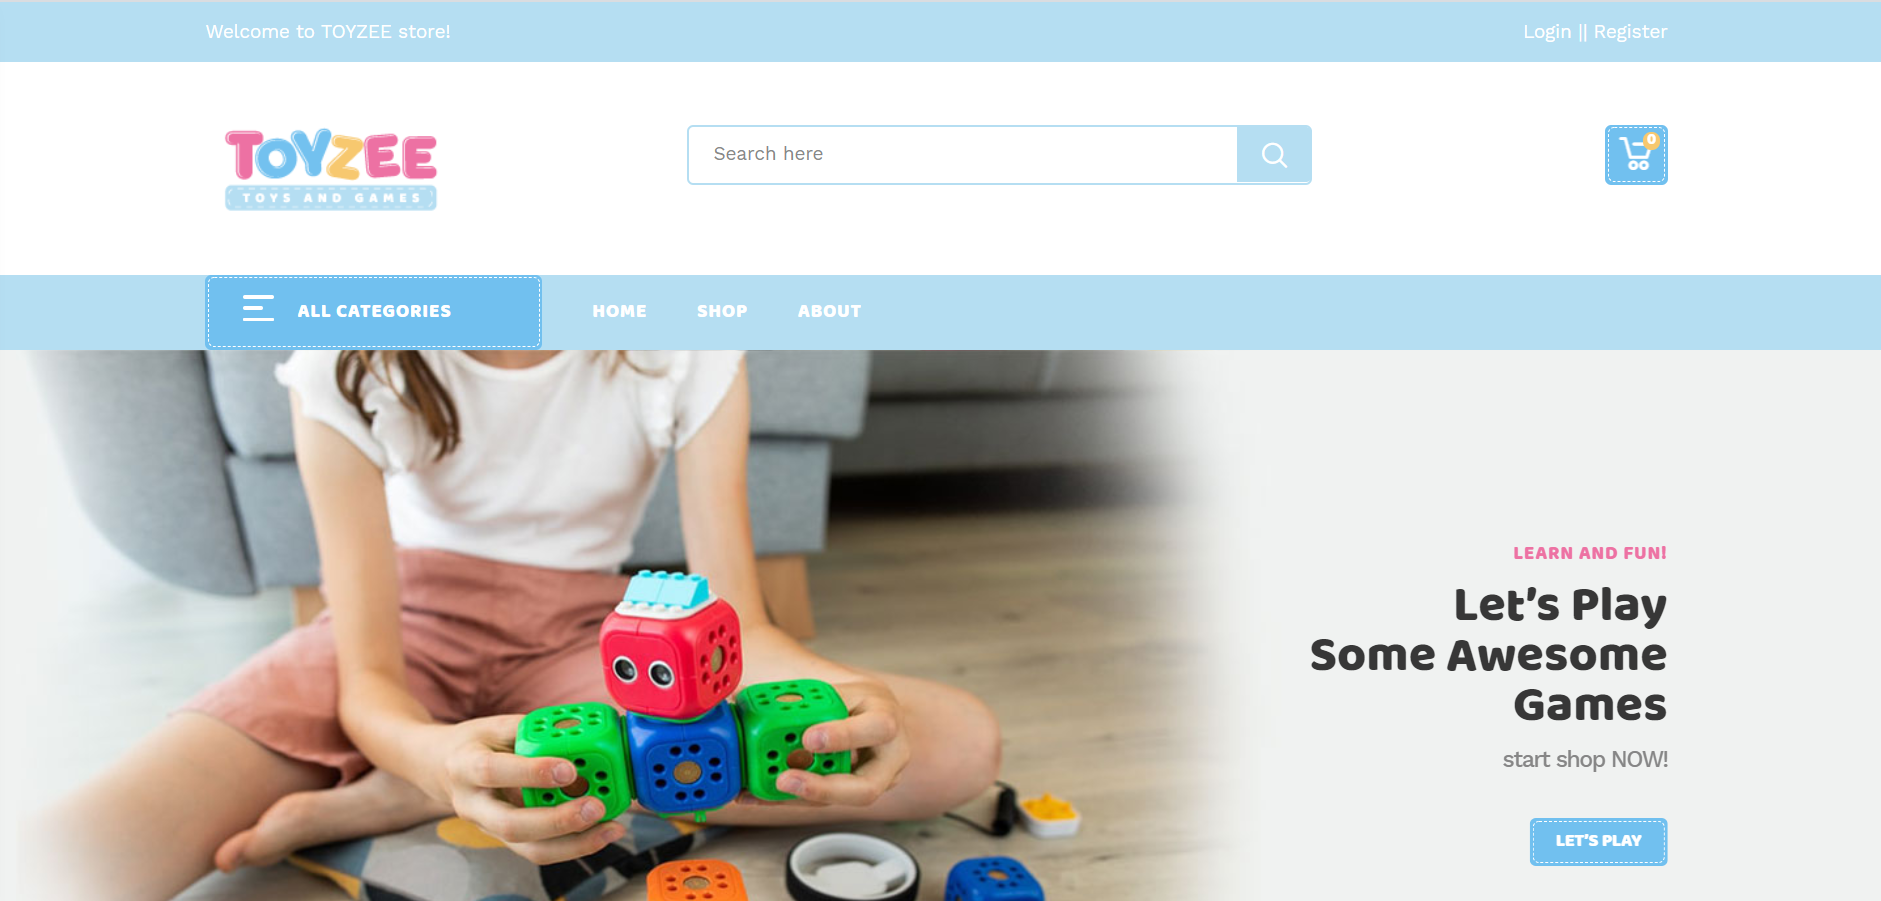 Welcome to TOYZEE store!
Login || Register
TOYZEE
TOYS AND GAMES
Search here
0
ALL CATEGORIES
HOME
SHOP
ABOUT
LEARN AND FUN!
Let's Play
Some Awesome
Games
start shop NOW!
LET'S PLAY